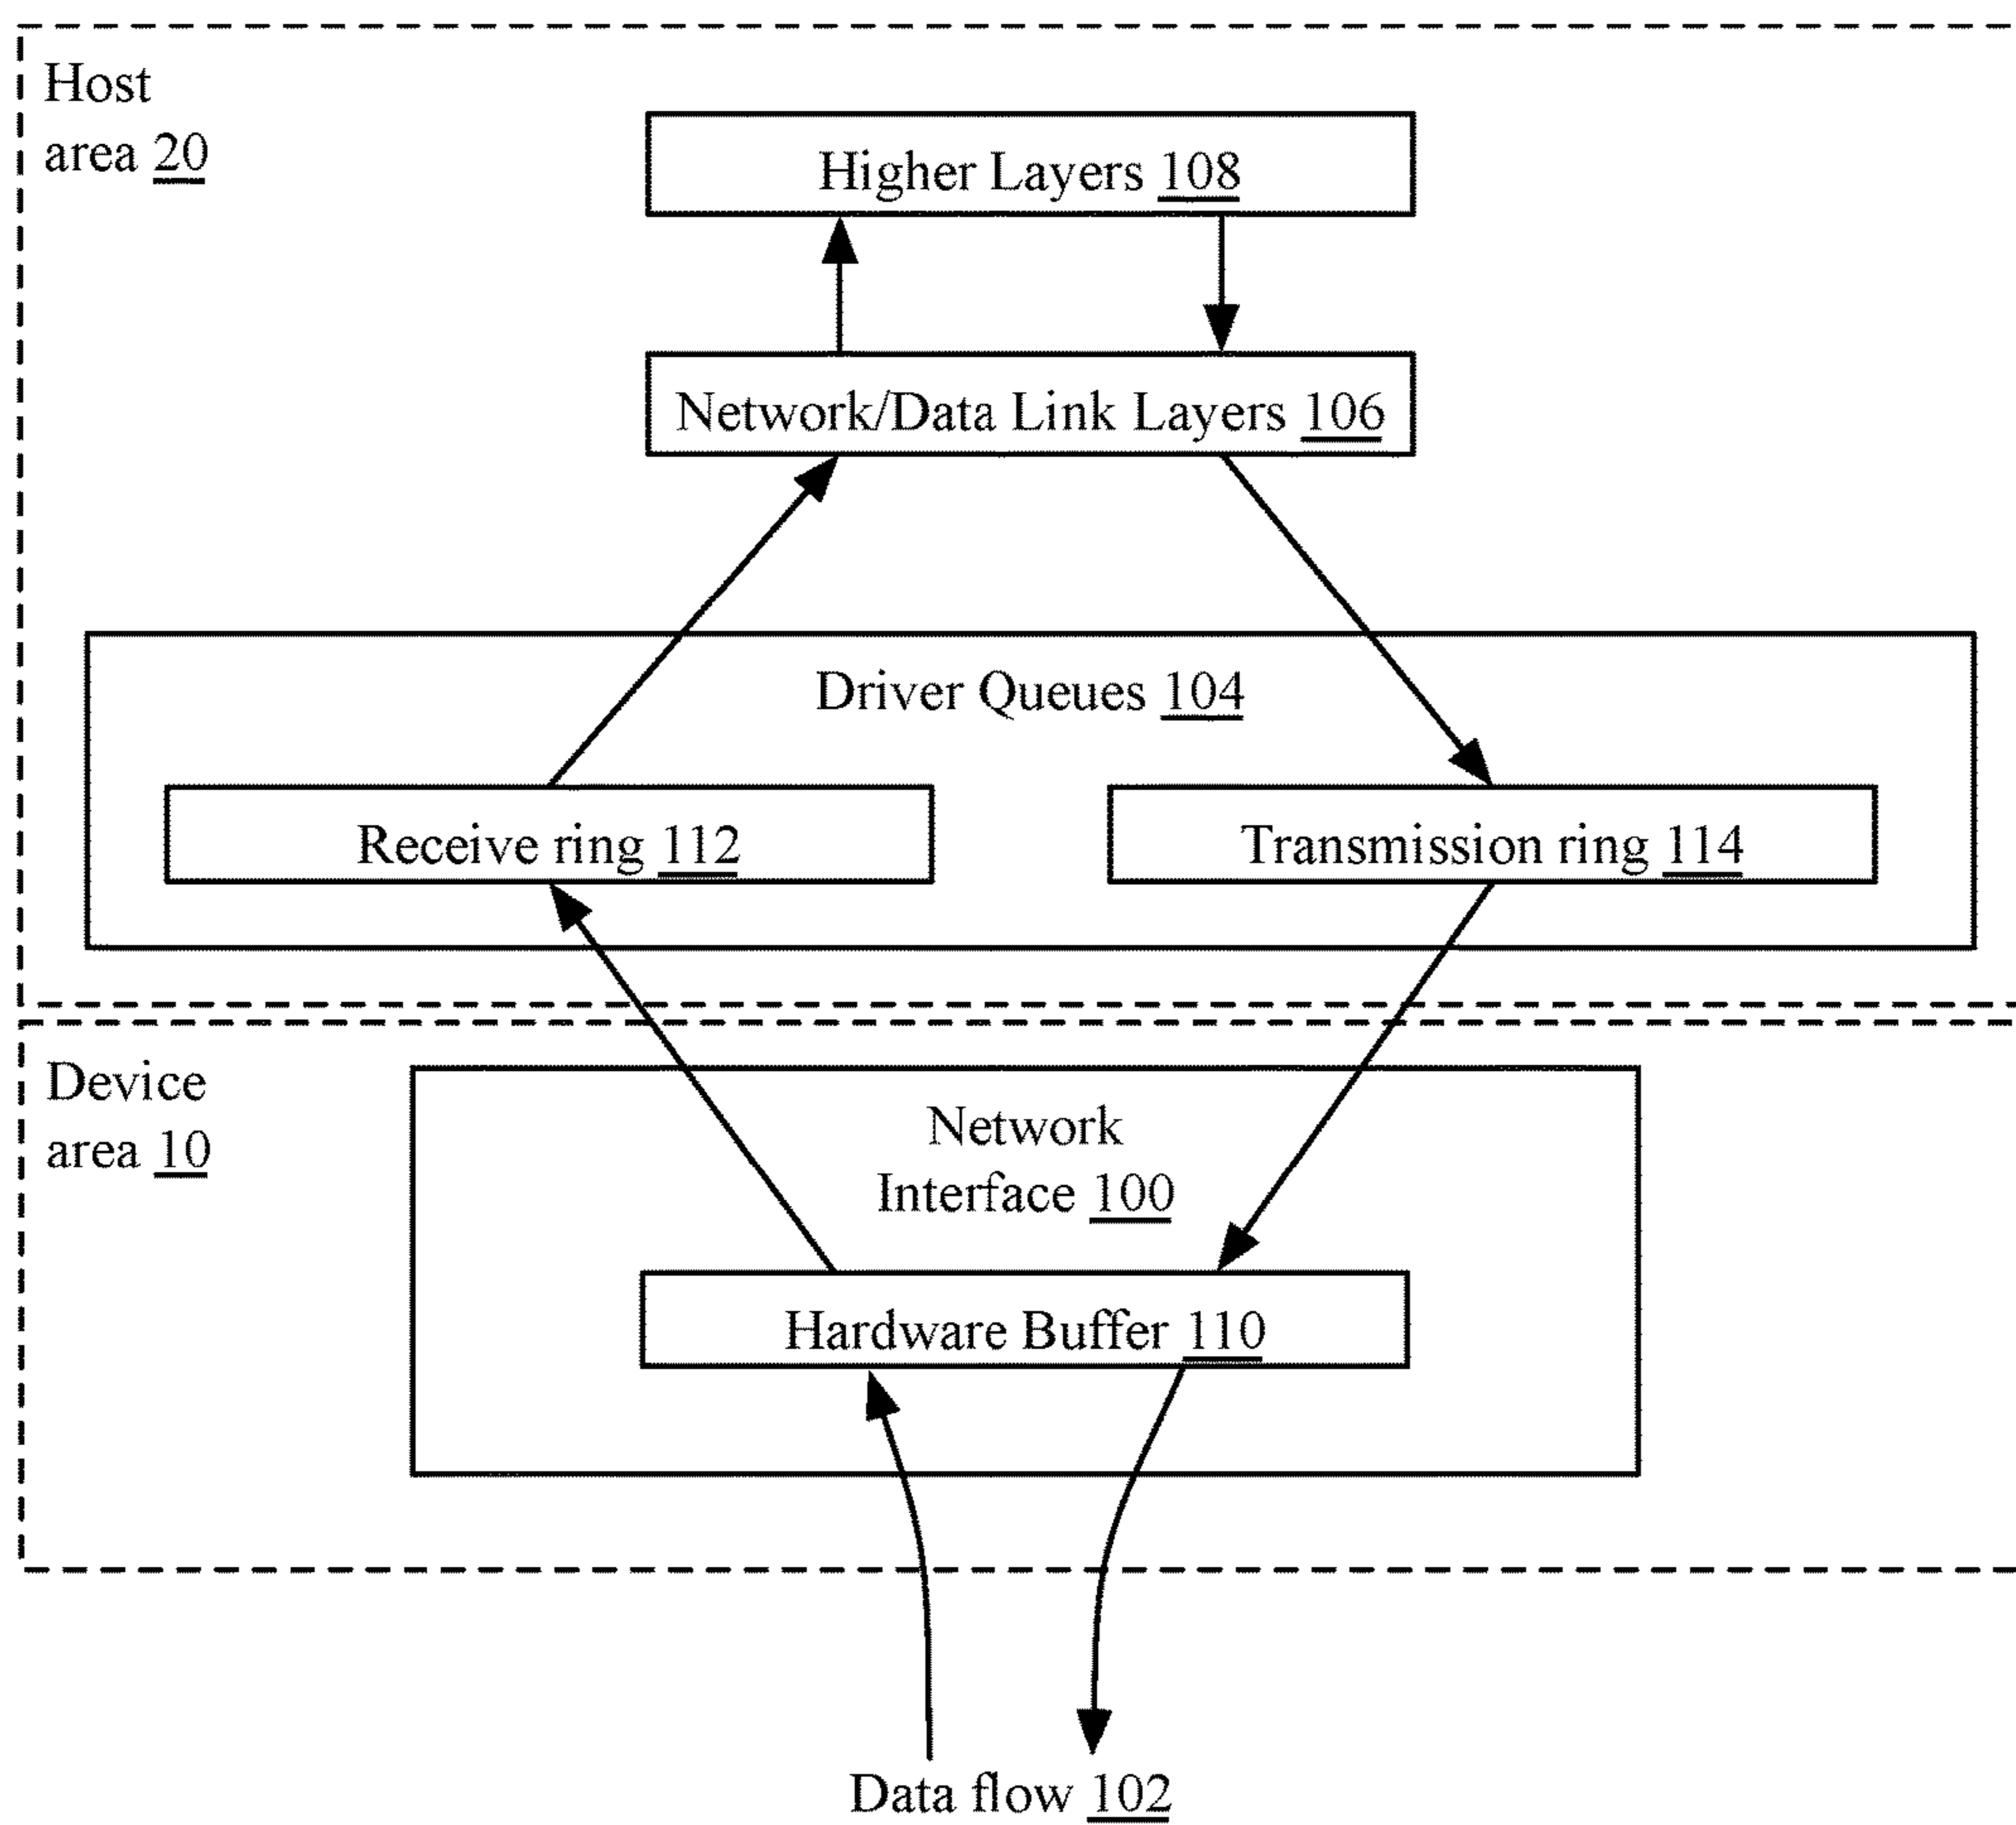 Host
area 20
Higher Layers 108
Network/Data Link Layers 106
Driver Queues 104
Receive ring 112
Transmission ring 114
Device
area 10
Network
Interface 100
Hardware Buffer 110
Data flow 102